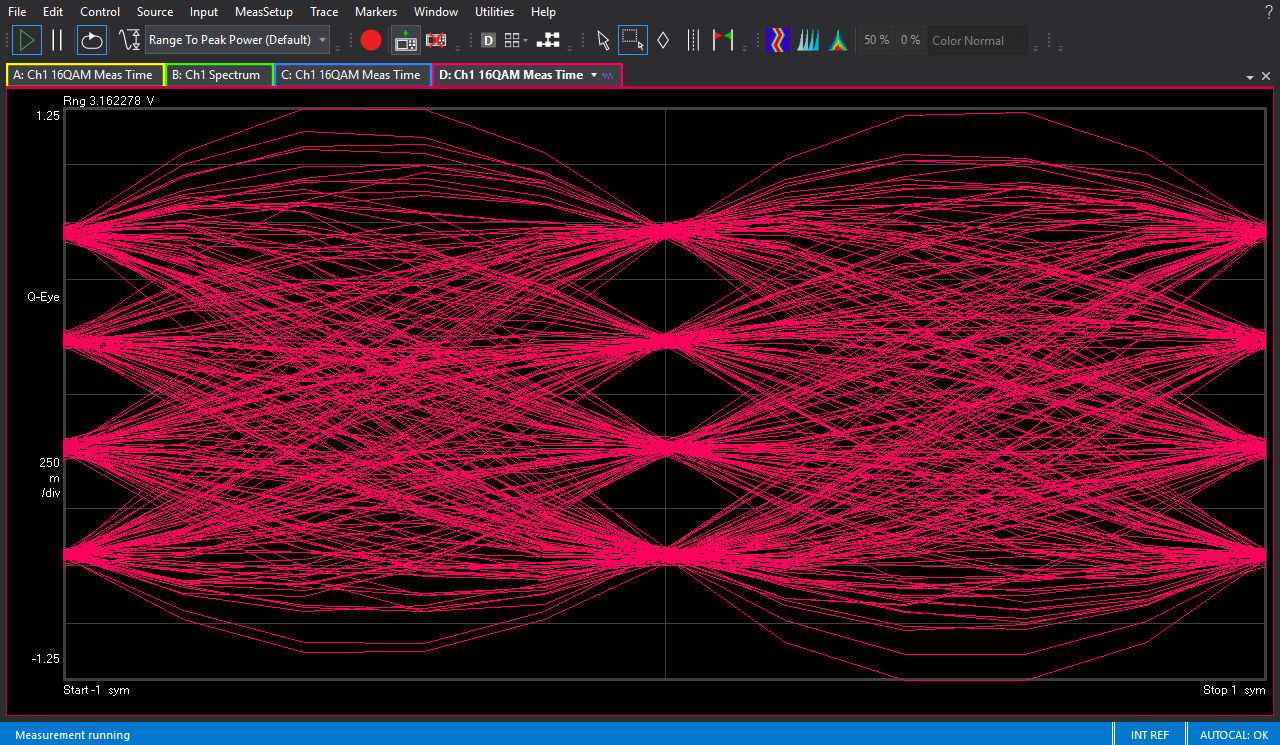 File Edit Control Source Input MeasSetup Trace Markers Window Utilities Help ?
Range To Peak Power (Default) D 50 % 0 % Color Normal
A: Ch1 16QAM Meas Time B: Ch1 Spectrum C: Ch1 16QAM Meas Time D: Ch1 16QAM Meas Time
Rng 3.162278 V
1.25
Q-Eye
250
m
/div
-1.25
Start -1 sym Stop 1 sym
Measurement running INT REF AUTOCAL: OK